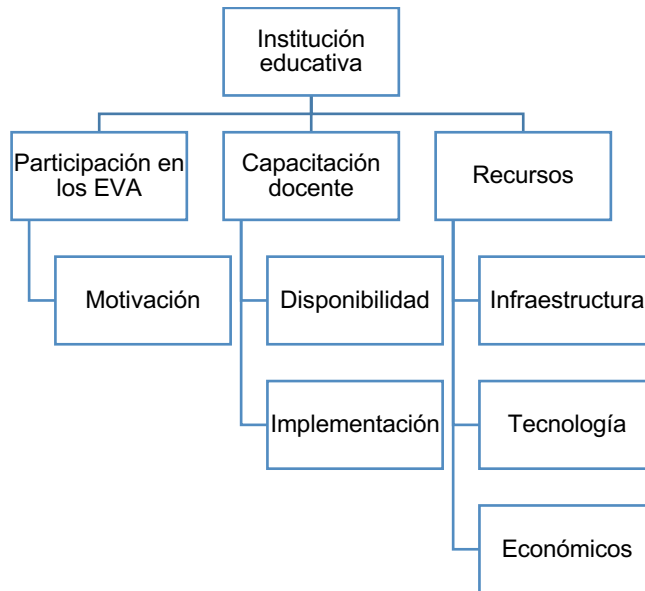 Institución
educativa
Participación en
los EVA
Capacitación
docente
Recursos
Motivación
Disponibilidad
Infraestructura
Implementación
Tecnología
Económicos